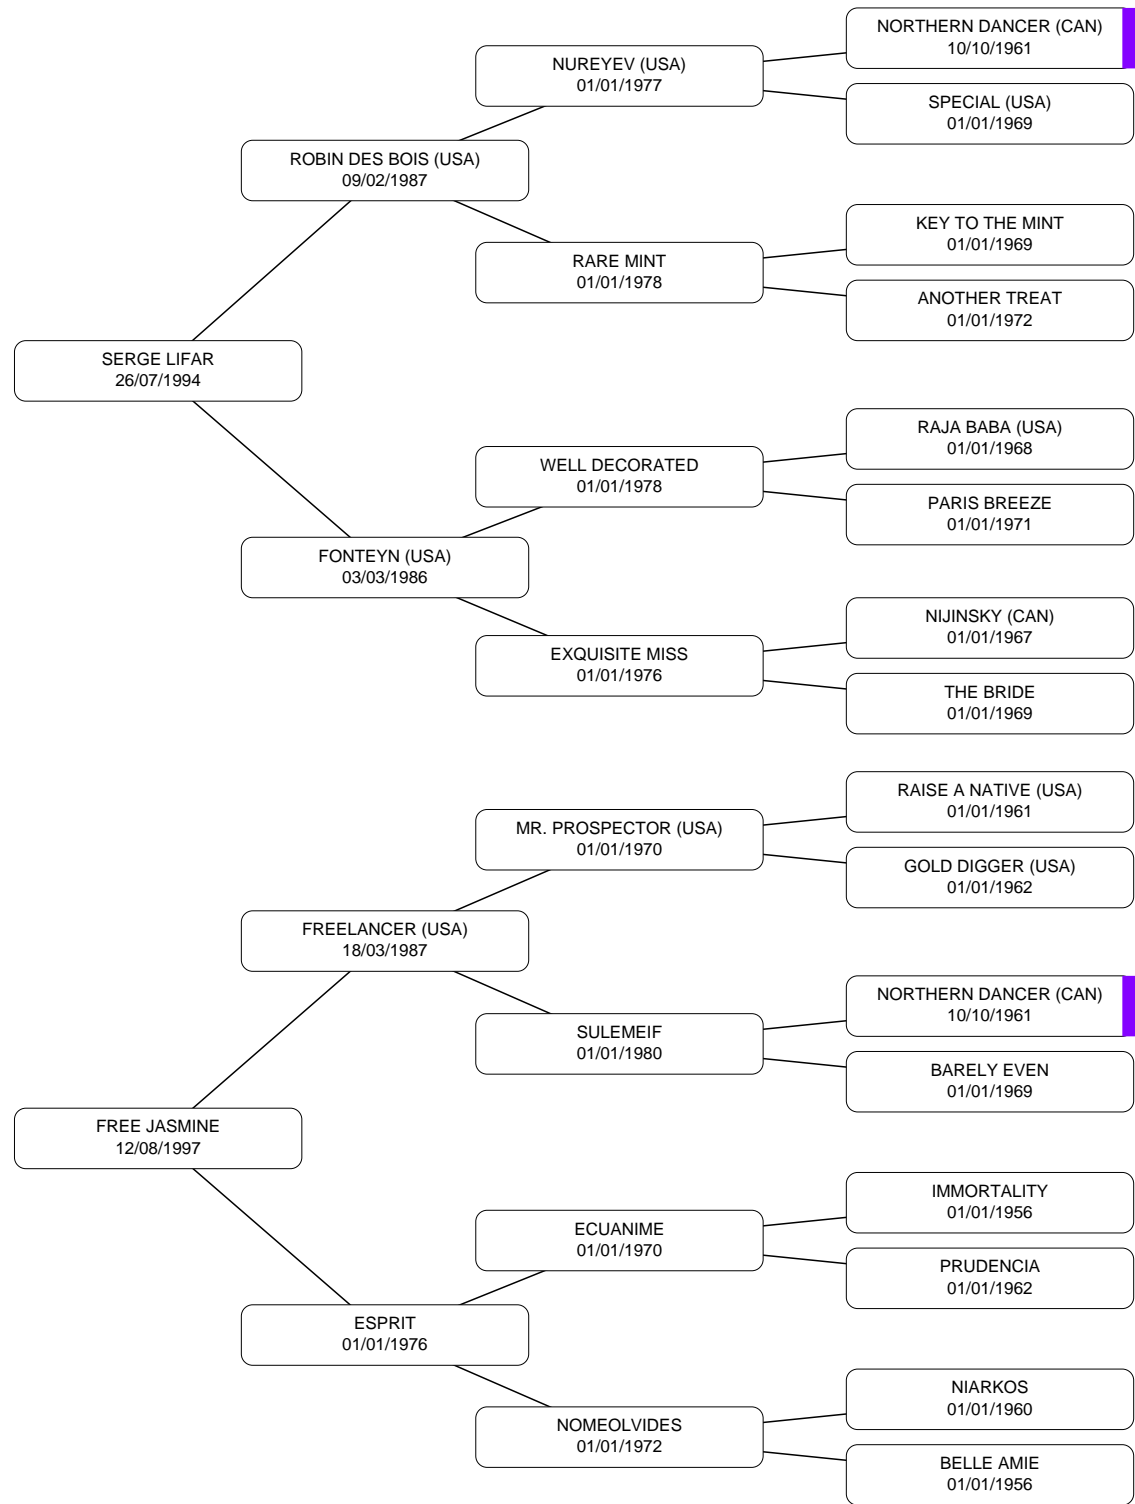 NORTHERN DANCER (CAN)
10/10/1961
NUREYEV (USA)
01/01/1977
SPECIAL (USA)
01/01/1969
ROBIN DES BOIS (USA)
09/02/1987
KEY TO THE MINT
01/01/1969
RARE MINT
01/01/1978
ANOTHER TREAT
01/01/1972
SERGE LIFAR
26/07/1994
RAJA BABA (USA)
01/01/1968
WELL DECORATED
01/01/1978
PARIS BREEZE
01/01/1971
FONTEYN (USA)
03/03/1986
NIJINSKY (CAN)
01/01/1967
EXQUISITE MISS
01/01/1976
THE BRIDE
01/01/1969
RAISE A NATIVE (USA)
01/01/1961
MR. PROSPECTOR (USA)
01/01/1970
GOLD DIGGER (USA)
01/01/1962
FREELANCER (USA)
18/03/1987
NORTHERN DANCER (CAN)
10/10/1961
SULEMEIF
01/01/1980
BARELY EVEN
01/01/1969
FREE JASMINE
12/08/1997
IMMORTALITY
01/01/1956
ECUANIME
01/01/1970
PRUDENCIA
01/01/1962
ESPRIT
01/01/1976
NIARKOS
01/01/1960
NOMEOLVIDES
01/01/1972
BELLE AMIE
01/01/1956